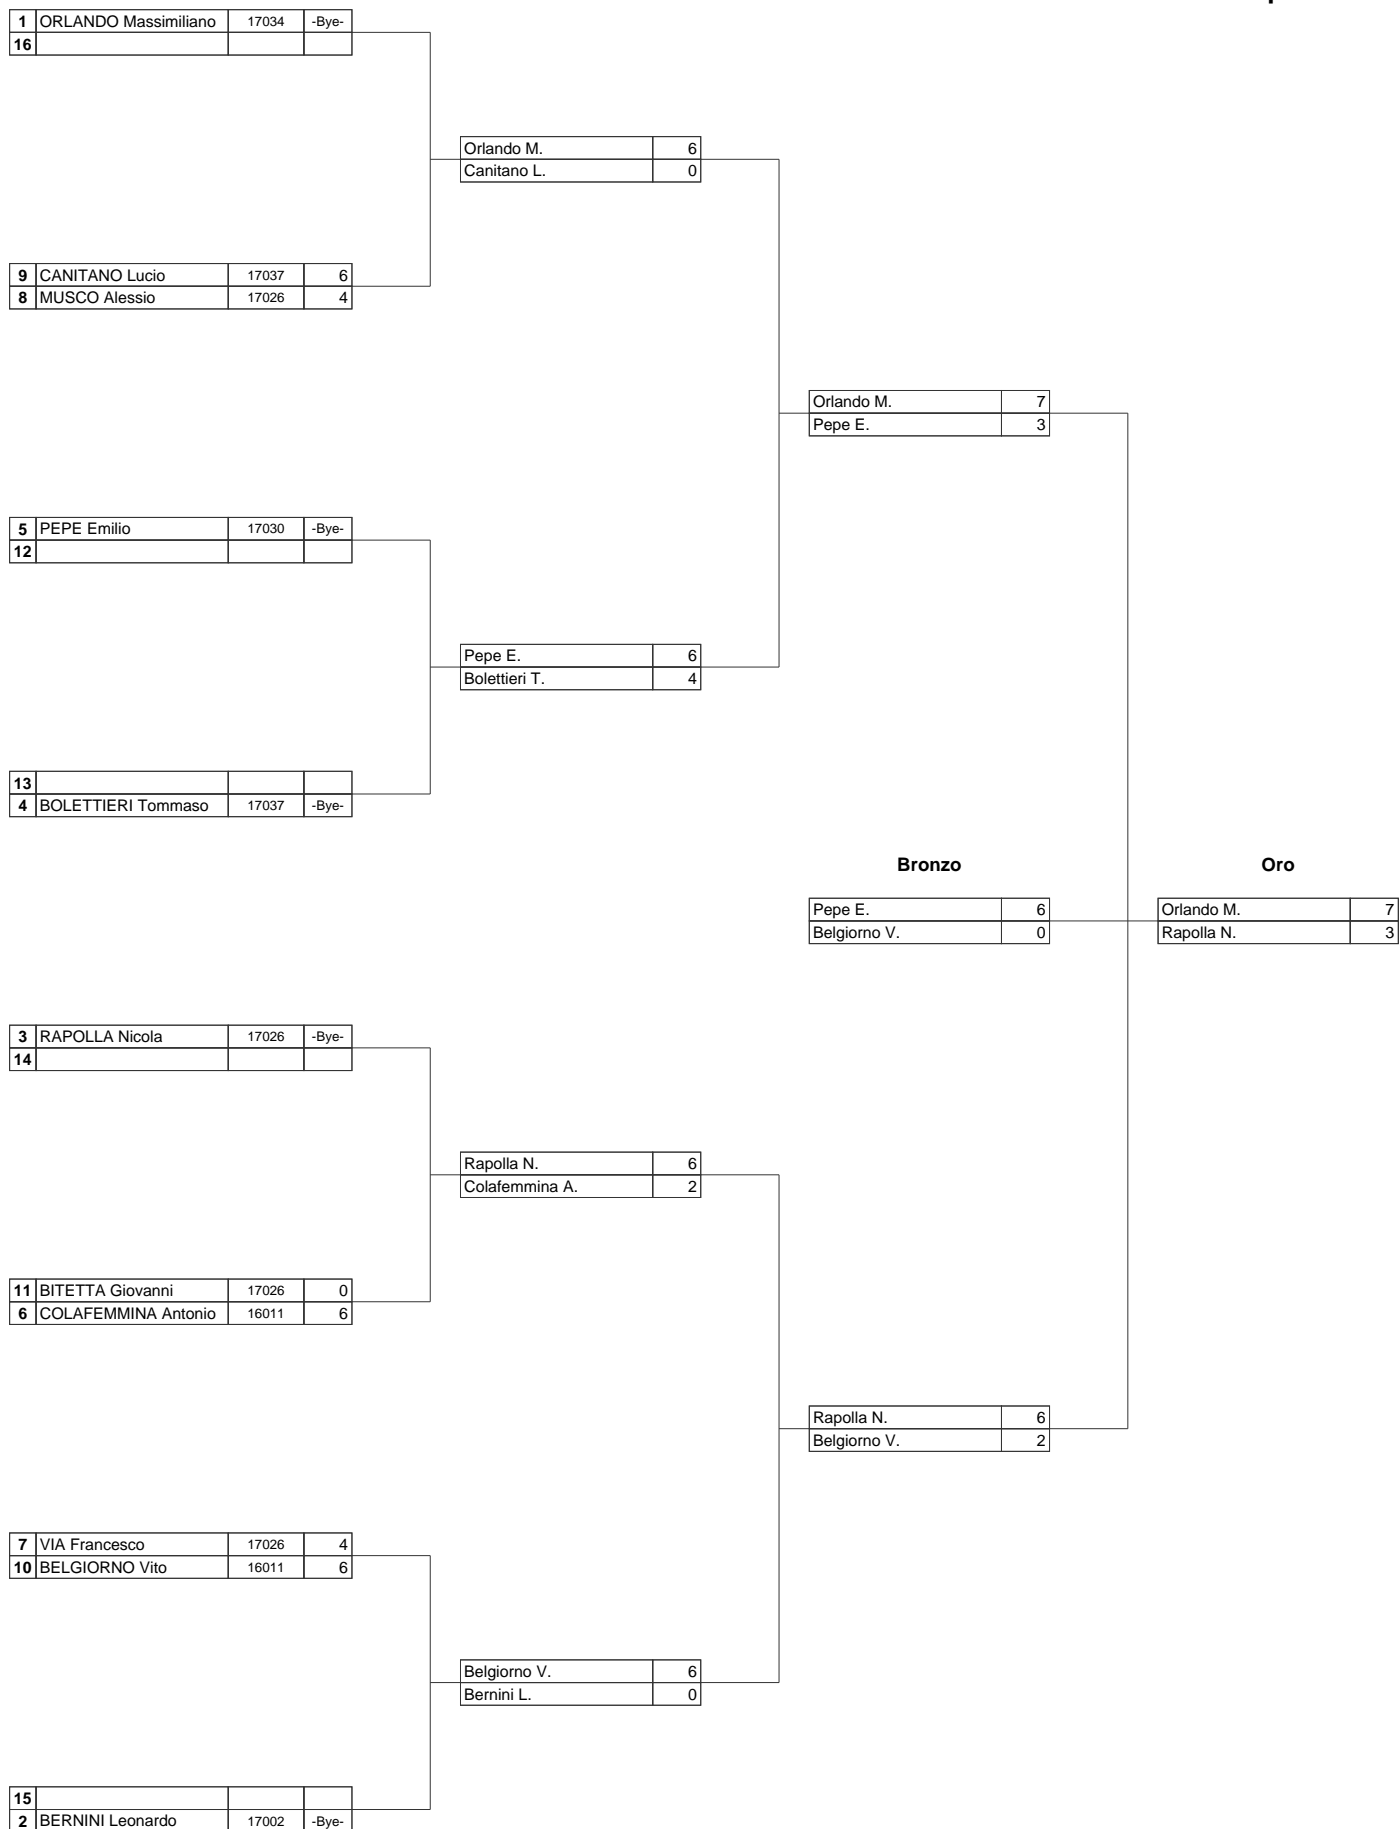 1 ORLANDO Massimiliano 17034 -Bye-
16
Orlando M. 6
Canitano L. 0
9 CANITANO Lucio 17037 6
8 MUSCO Alessio 17026 4
Orlando M. 7
Pepe E. 3
5 PEPE Emilio 17030 -Bye-
12
Pepe E. 6
Bolettieri T. 4
13
4 BOLETTIERI Tommaso 17037 -Bye-
Bronzo Oro
Pepe E. 6 Orlando M. 7
Belgiorno V. 0 Rapolla N. 3
3 RAPOLLA Nicola 17026 -Bye-
14
Rapolla N. 6
Colafemmina A. 2
11 BITETTA Giovanni 17026 0
6 COLAFEMMINA Antonio 16011 6
Rapolla N. 6
Belgiorno V. 2
7 VIA Francesco 17026 4
10 BELGIORNO Vito 16011 6
Belgiorno V. 6
Bernini L. 0
15
2 BERNINI Leonardo 17002 -Bye-